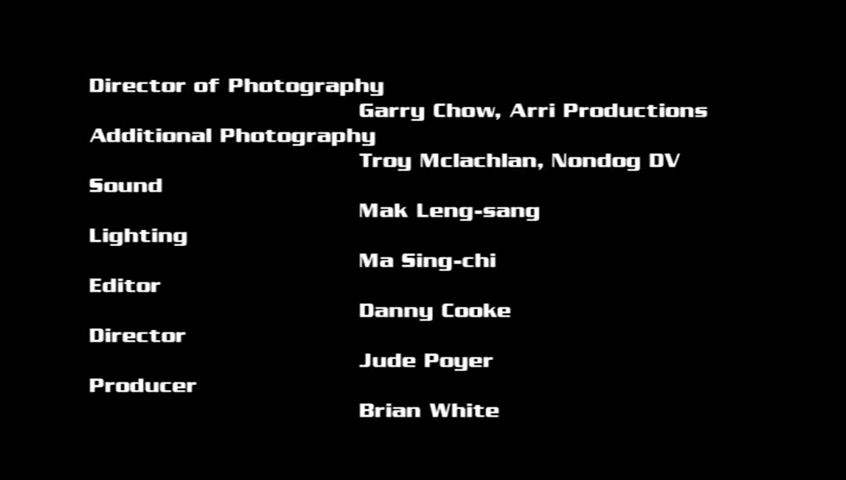 Director of Photography
Garry Chow, Arri Productions
Additional Photography
Troy Mclachlan, Nondog DV
Sound
Mak Leng-sang
Lighting
Ma Sing-chi
Editor
Danny Cooke
Director
Jude Poyer
Producer
Brian White